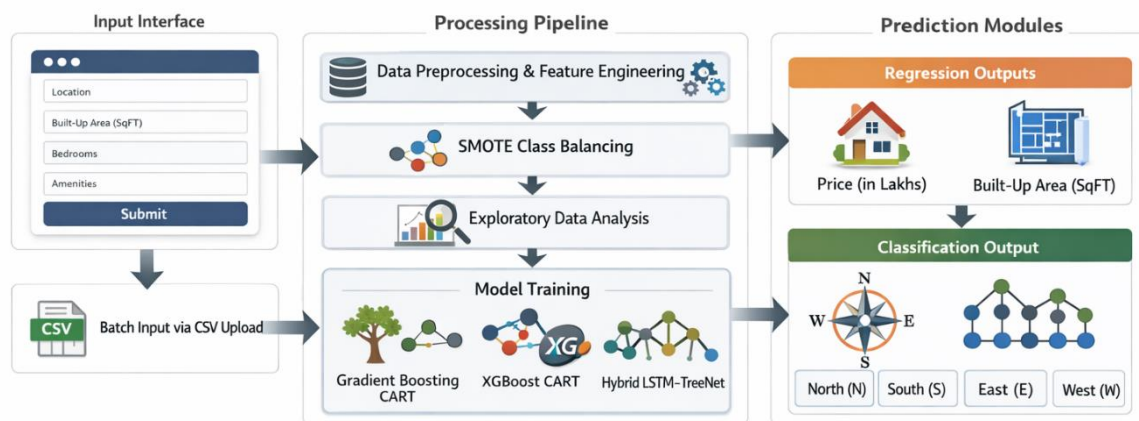 Input Interface
Location
Built-Up Area (SqFT)
Bedrooms
Amenities
Submit
CSV
Batch Input via CSV Upload
Processing Pipeline
Data Preprocessing & Feature Engineering
SMOTE Class Balancing
Exploratory Data Analysis
Model Training
XG
Gradient Boosting
CART
XGBoost CART
Hybrid LSTM-TreeNet
Prediction Modules
Regression Outputs
Price (in Lakhs)
Built-Up Area (SqFT)
Classification Output
N
W
E
S
North (N)
South (S)
East (E)
West (W)